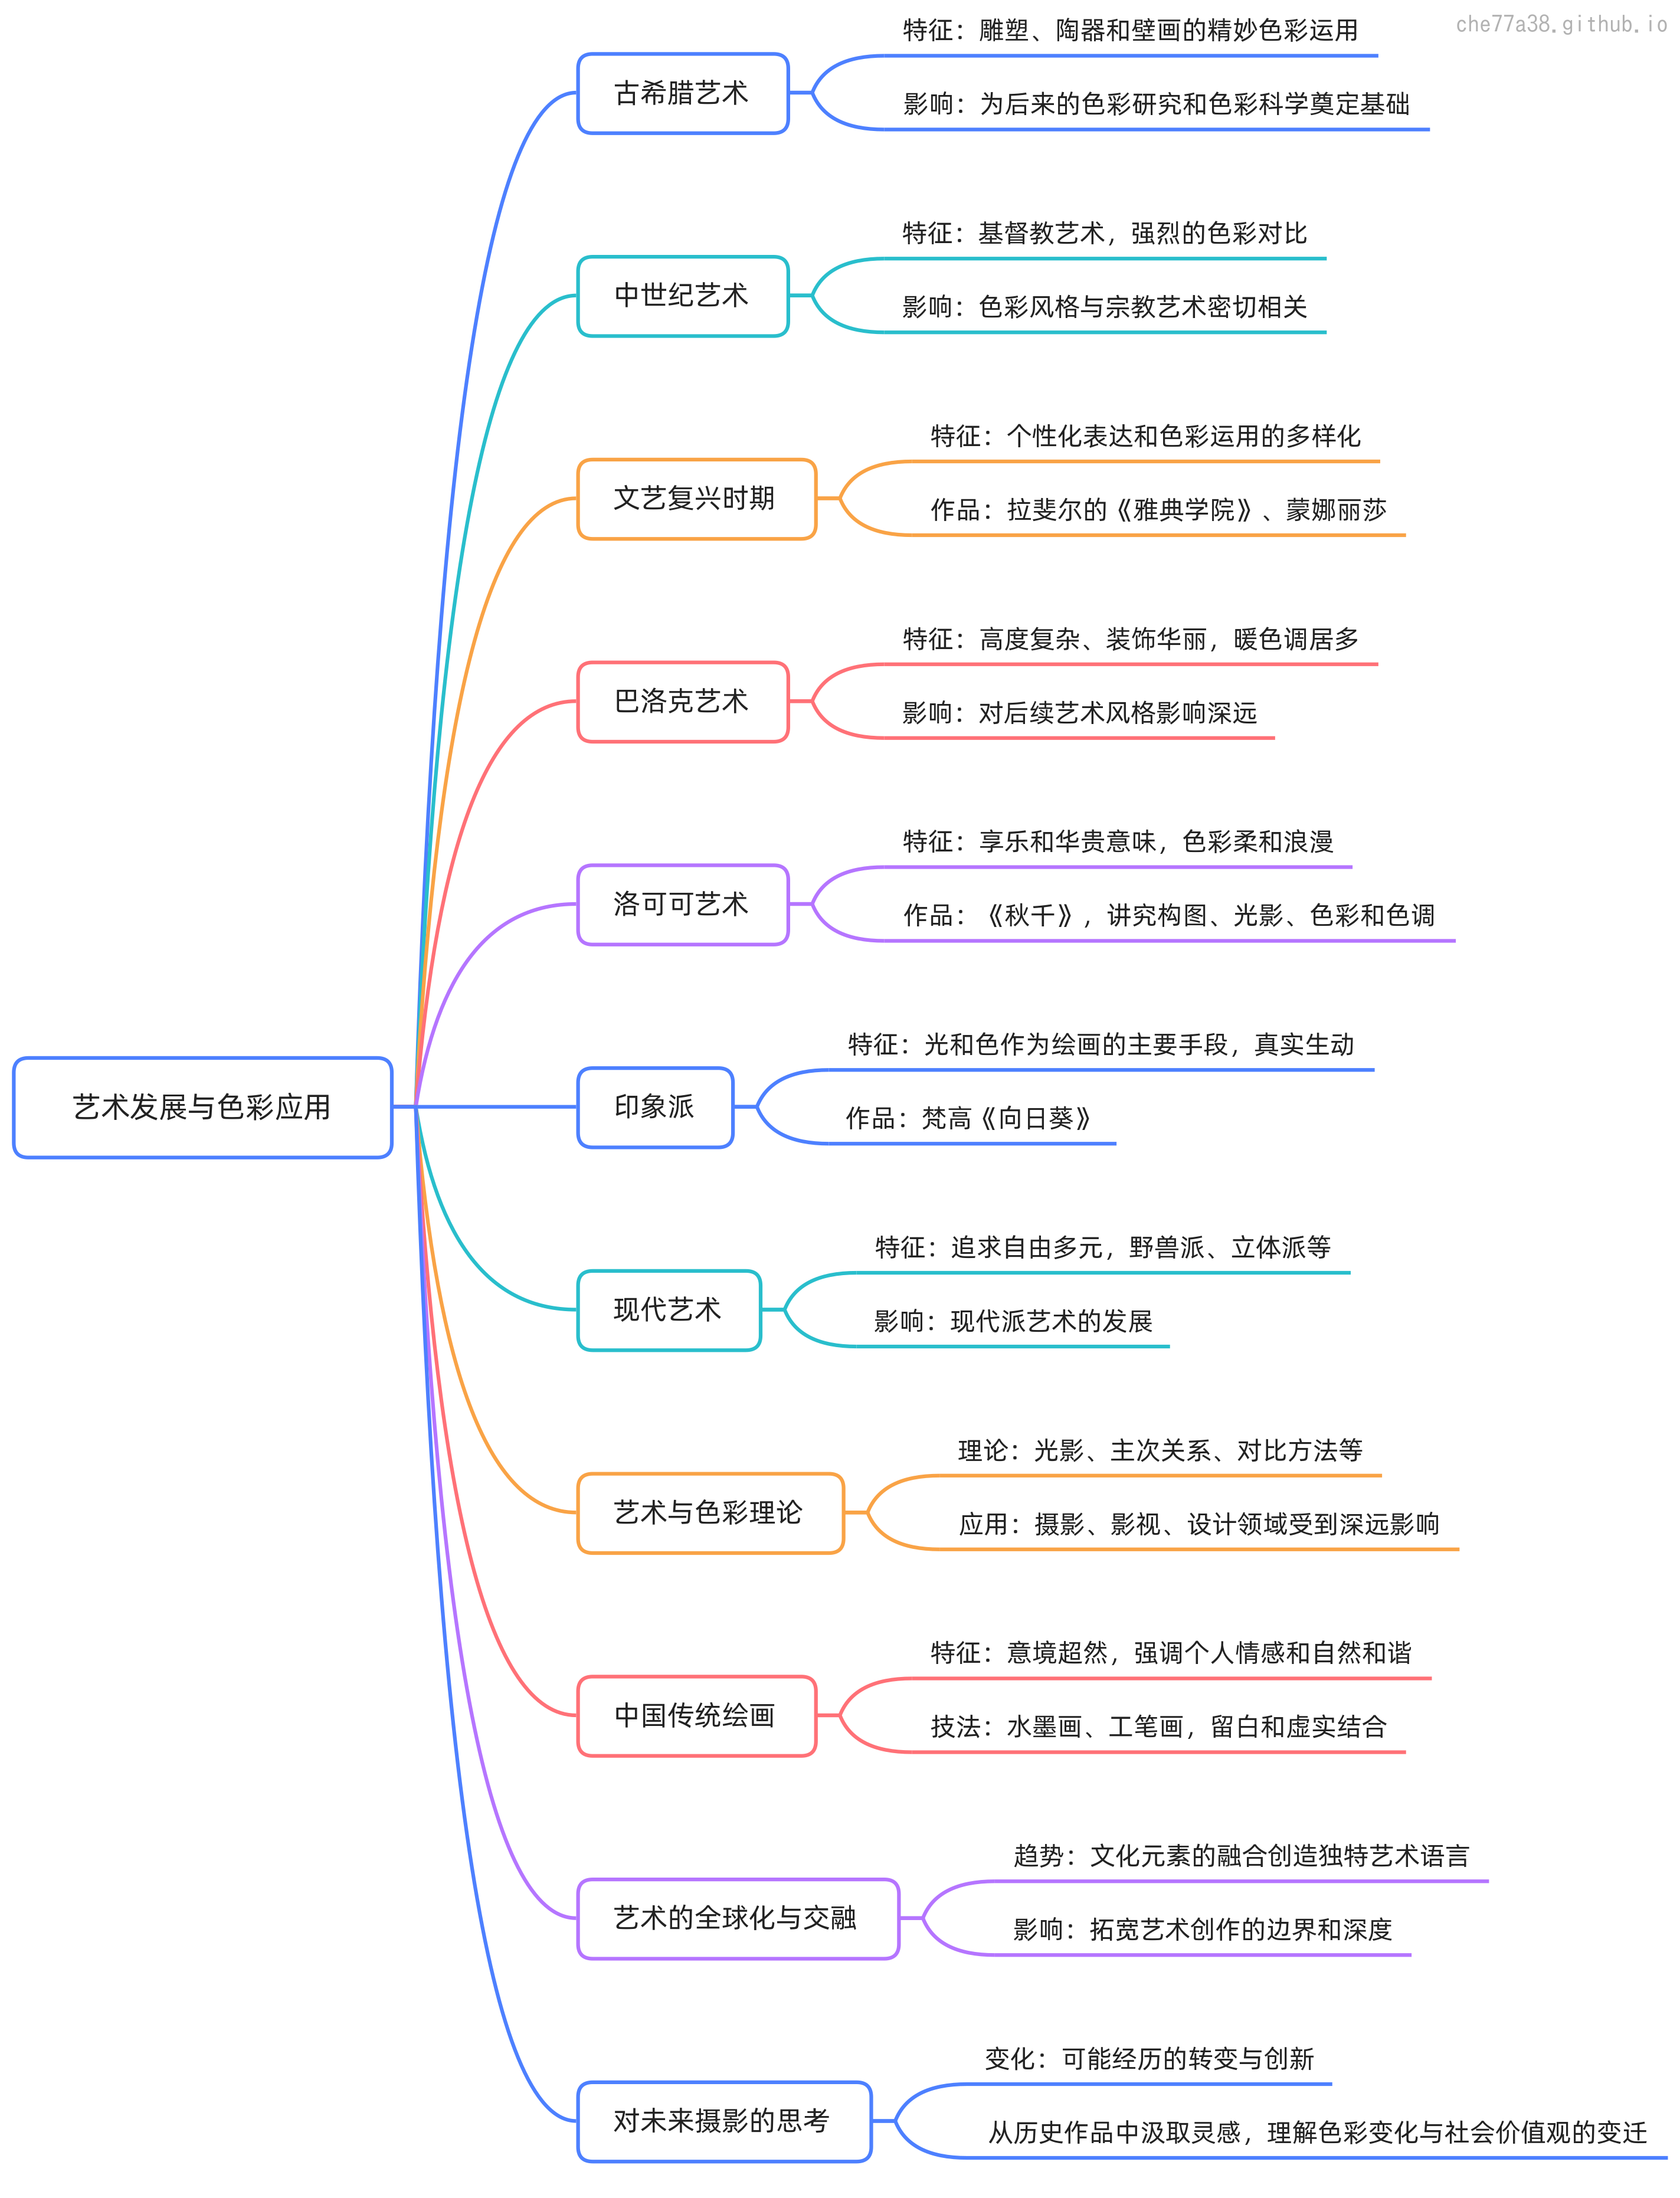 che77a38.github.io
艺术发展与色彩应用
古希腊艺术
特征：雕塑、陶器和壁画的精妙色彩运用
影响：为后来的色彩研究和色彩科学奠定基础
中世纪艺术
特征：基督教艺术，强烈的色彩对比
影响：色彩风格与宗教艺术密切相关
文艺复兴时期
特征：个性化表达和色彩运用的多样化
作品：拉斐尔的《雅典学院》、蒙娜丽莎
巴洛克艺术
特征：高度复杂、装饰华丽，暖色调居多
影响：对后续艺术风格影响深远
洛可可艺术
特征：享乐和华贵意味，色彩柔和浪漫
作品：《秋千》，讲究构图、光影、色彩和色调
印象派
特征：光和色作为绘画的主要手段，真实生动
作品：梵高《向日葵》
现代艺术
特征：追求自由多元，野兽派、立体派等
影响：现代派艺术的发展
艺术与色彩理论
理论：光影、主次关系、对比方法等
应用：摄影、影视、设计领域受到深远影响
中国传统绘画
特征：意境超然，强调个人情感和自然和谐
技法：水墨画、工笔画，留白和虚实结合
艺术的全球化与交融
趋势：文化元素的融合创造独特艺术语言
影响：拓宽艺术创作的边界和深度
对未来摄影的思考
变化：可能经历的转变与创新
从历史作品中汲取灵感，理解色彩变化与社会价值观的变迁